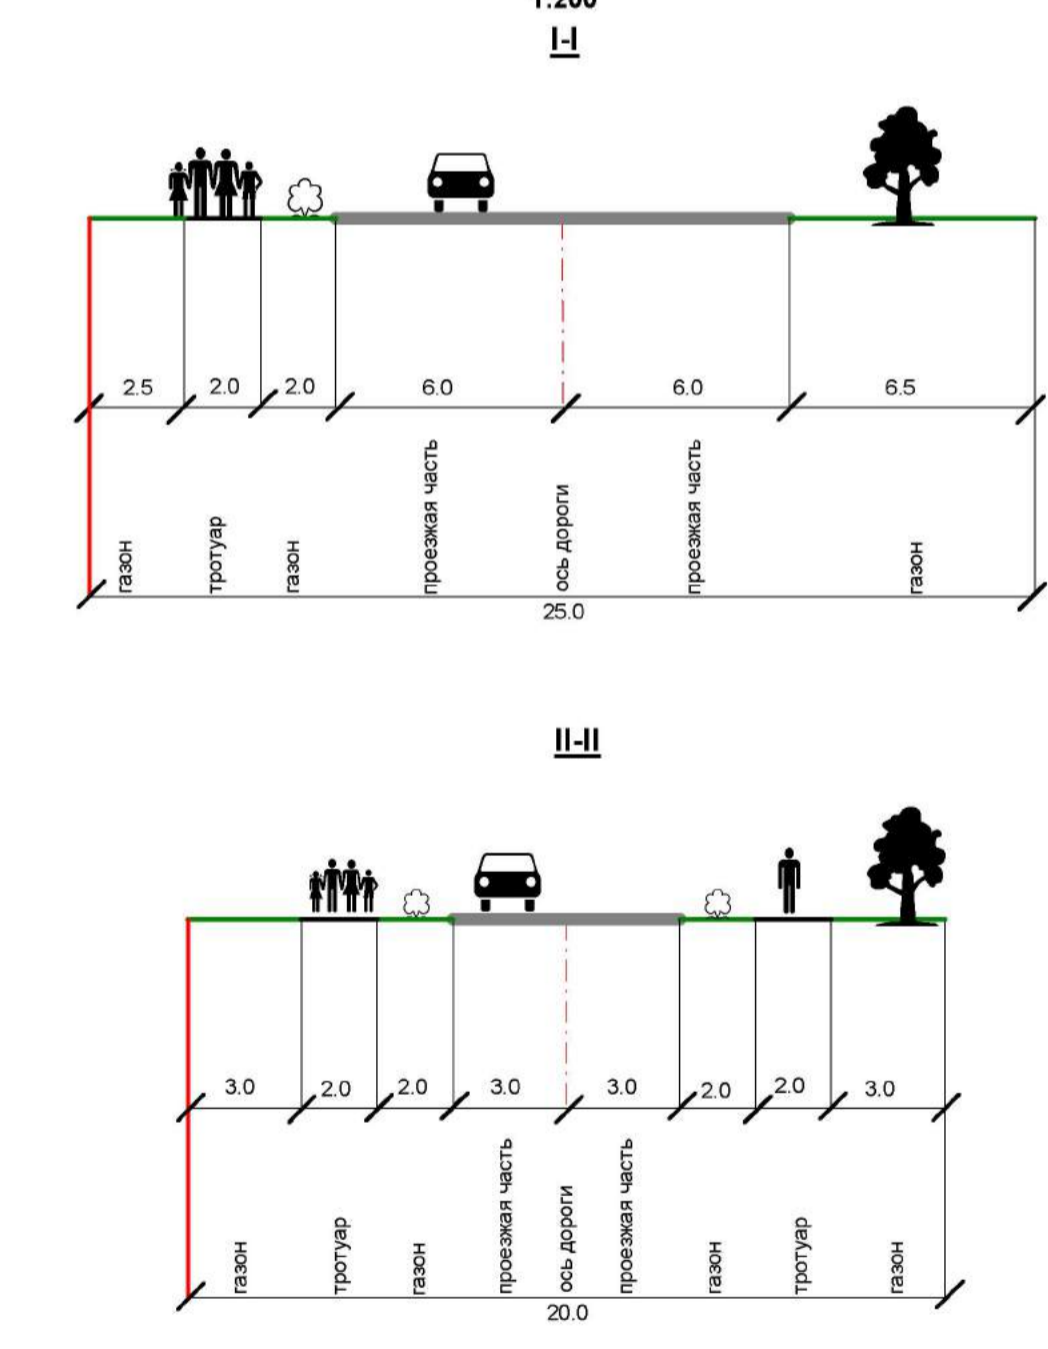 1:200
I-I
2.5 2.0 2.0 6.0 6.0 6.5
газон тротуар газон проезжая часть ось дороги проезжая часть газон
25.0
II-II
3.0 2.0 2.0 3.0 3.0 2.0 2.0 3.0
газон тротуар газон проезжая часть ось дороги проезжая часть газон тротуар газон
20.0